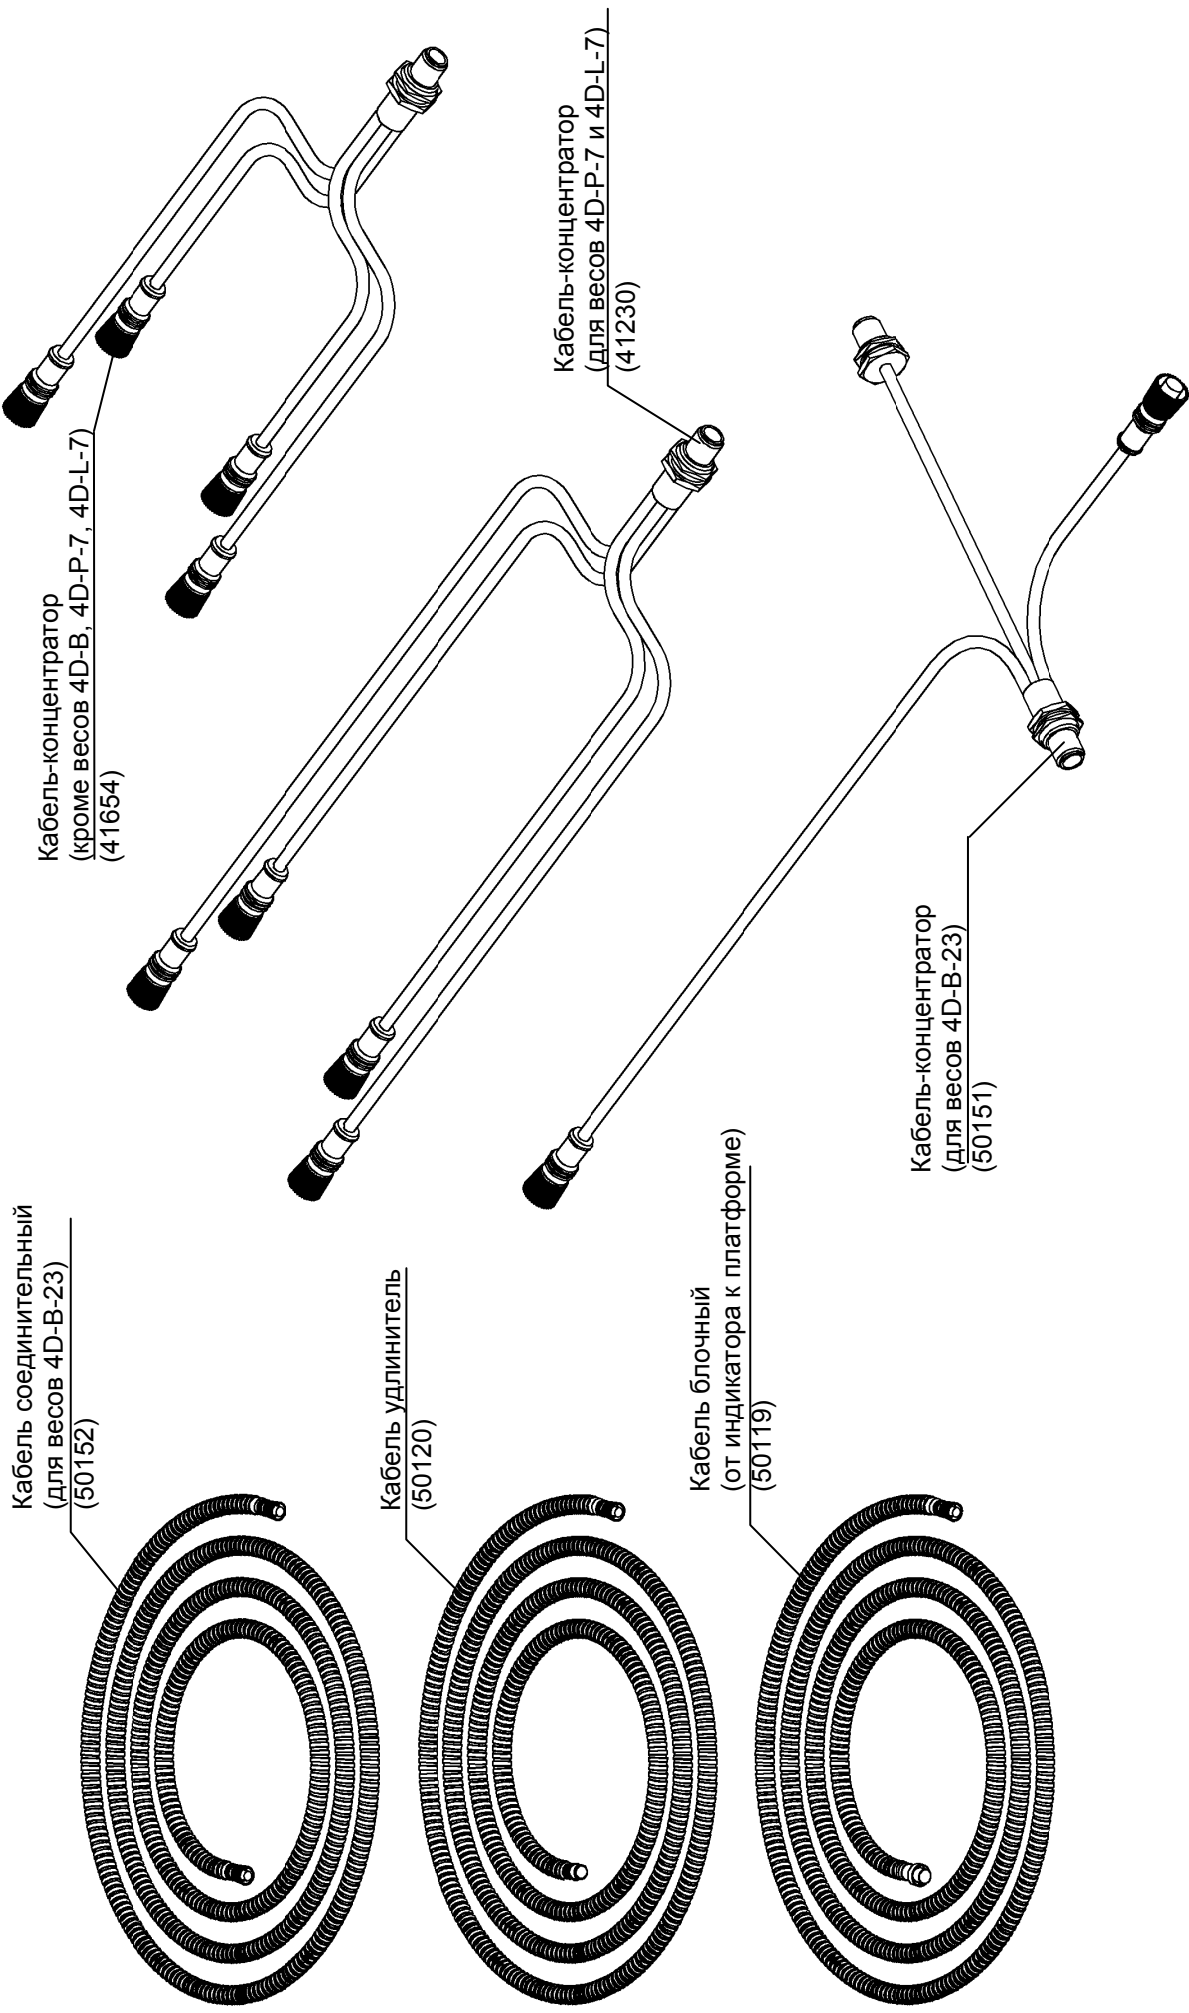 Кабель соединительный
(для весов 4D-B-23)
(50152)
Кабель удлинитель
(50120)
Кабель блочный
(от индикатора к платформе)
(50119)
Кабель-концентратор
(кроме весов 4D-B, 4D-P-7, 4D-L-7)
(41654)
Кабель-концентратор
(для весов 4D-P-7 и 4D-L-7)
(41230)
Кабель-концентратор
(для весов 4D-B-23)
(50151)